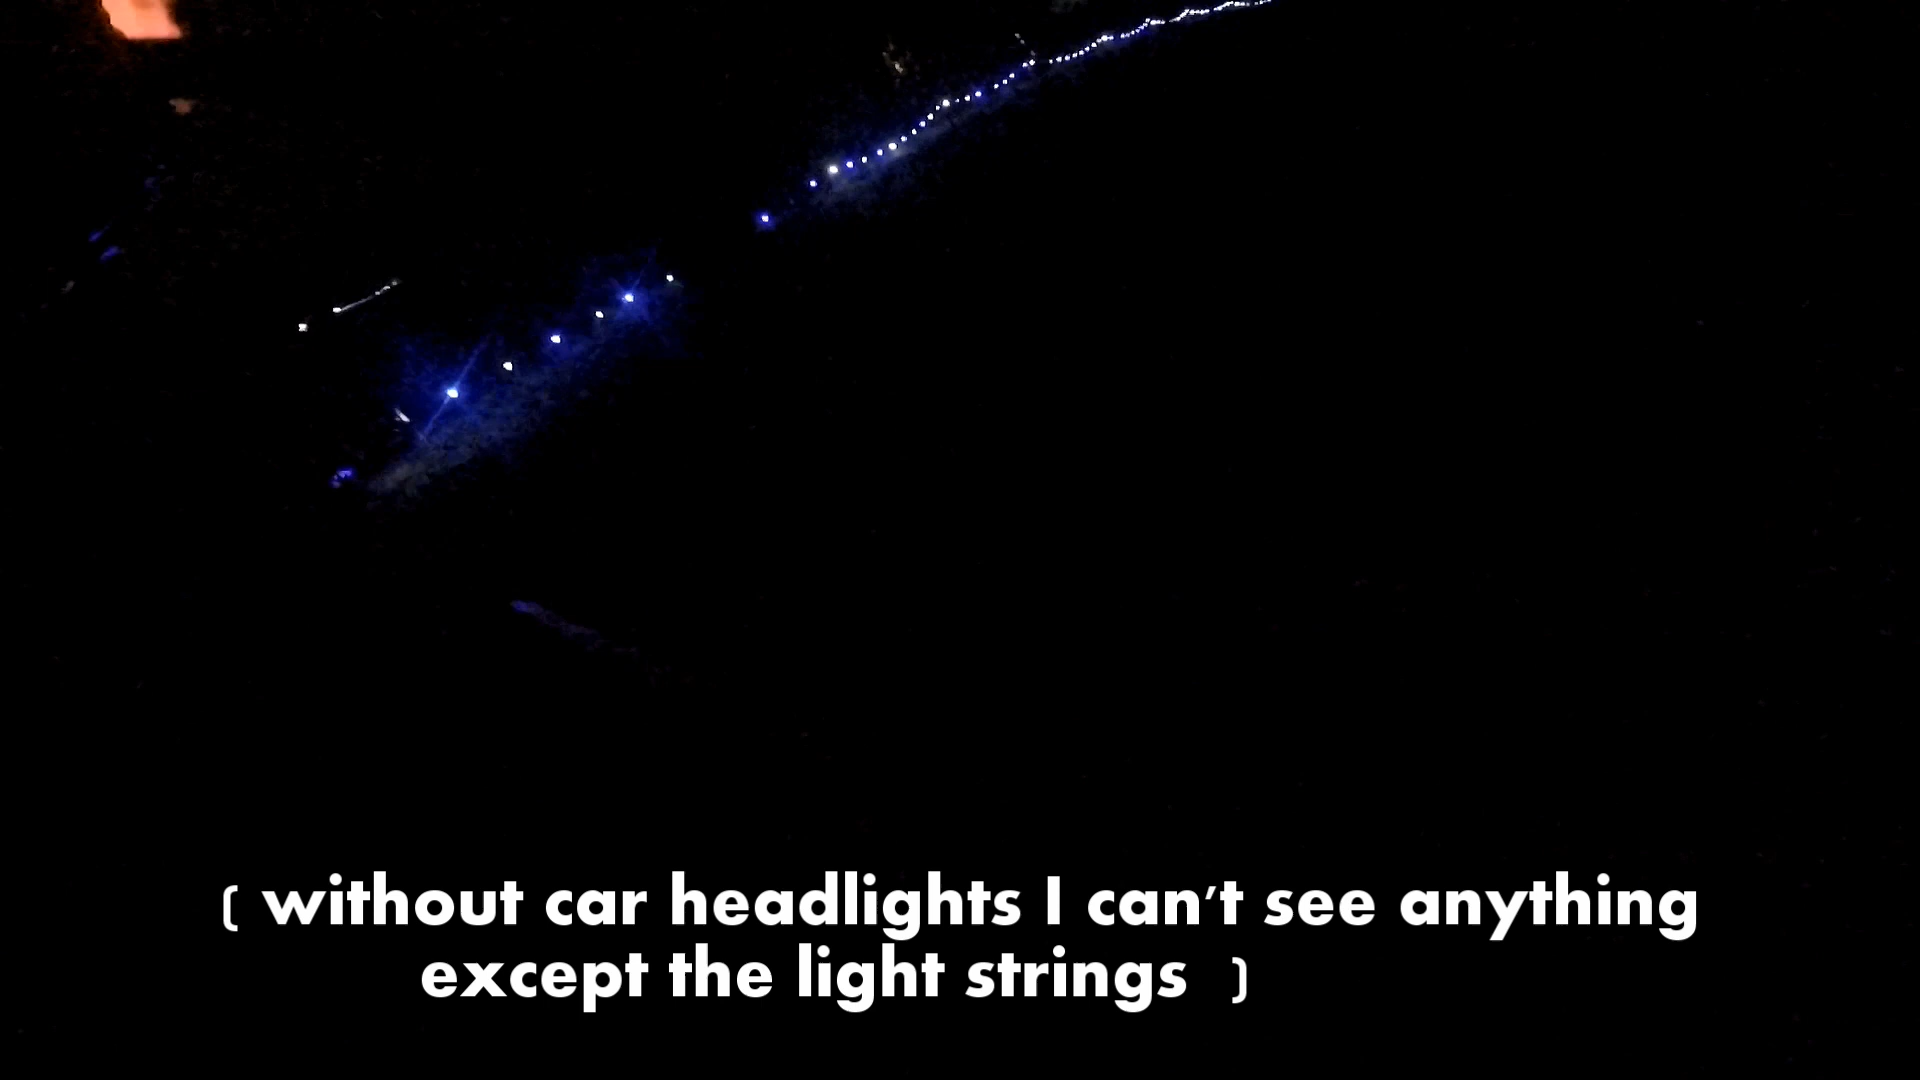 ( without car headlights I can't see anything
except the light strings )